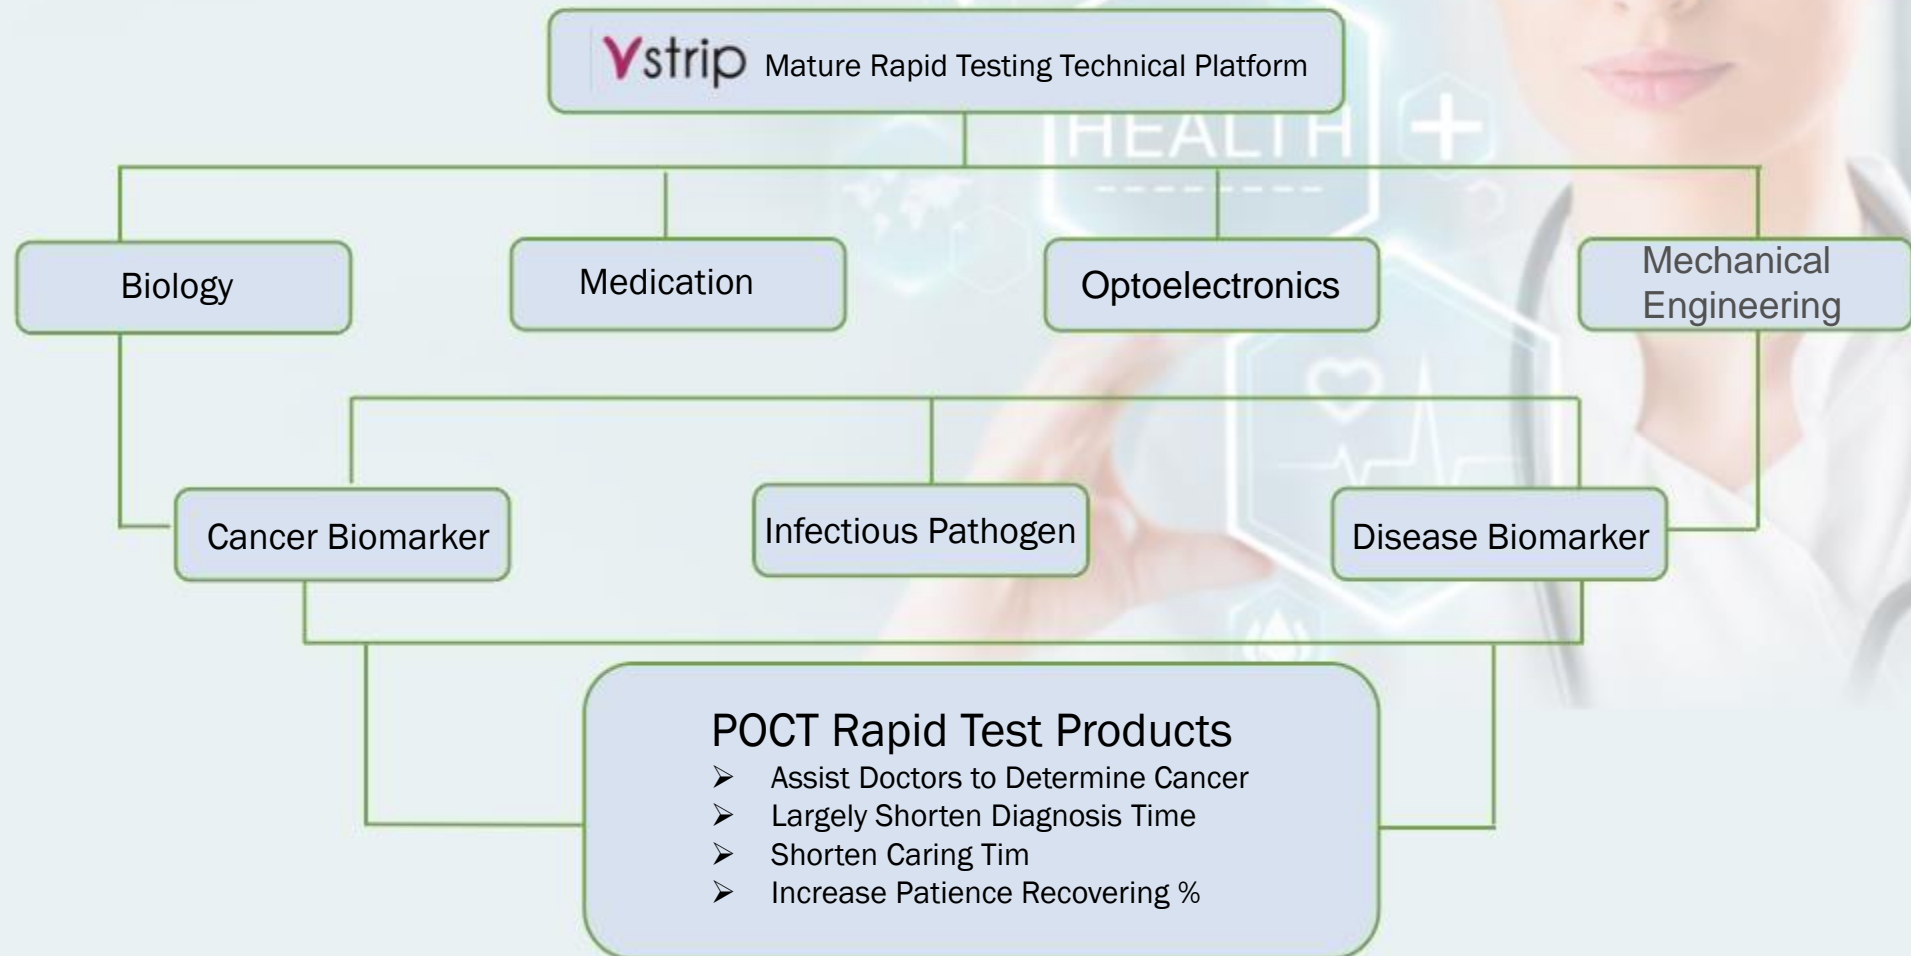 Vstrip Mature Rapid Testing Technical Platform
HEALTH
Biology
Medication
Optoelectronics
Mechanical
Engineering
Cancer Biomarker
Infectious Pathogen
Disease Biomarker
POCT Rapid Test Products
➢ Assist Doctors to Determine Cancer
➢ Largely Shorten Diagnosis Time
➢ Shorten Caring Tim
➢ Increase Patience Recovering %